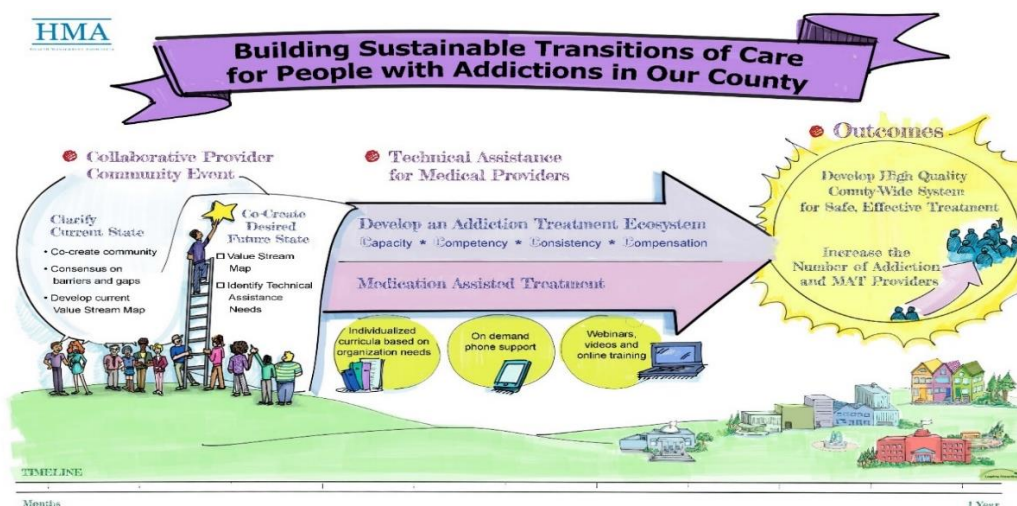 HMA
HEALTH MANAGEMENT ASSOCIATES
Building Sustainable Transitions of Care
for People with Addictions in Our County
Collaborative Provider
Community Event
Clarify
Current State
• Co-create community
• Consensus on
barriers and gaps
• Develop current
Value Stream Map
Co-Create
Desired
Future State
Value Stream
Map
Identify Technical
Assistance
Needs
Technical Assistance
for Medical Providers
Develop an Addiction Treatment Ecosystem
Capacity * Competency * Consistency * Compensation
Medication Assisted Treatment
Individualized
curricula based on
organization needs
On demand
phone support
Webinars,
videos and
online training
Outcomes
Develop High Quality
County-Wide System
for Safe, Effective Treatment
Increase the
Number of Addiction
and MAT Providers
TIMELINE
Months
1 Year